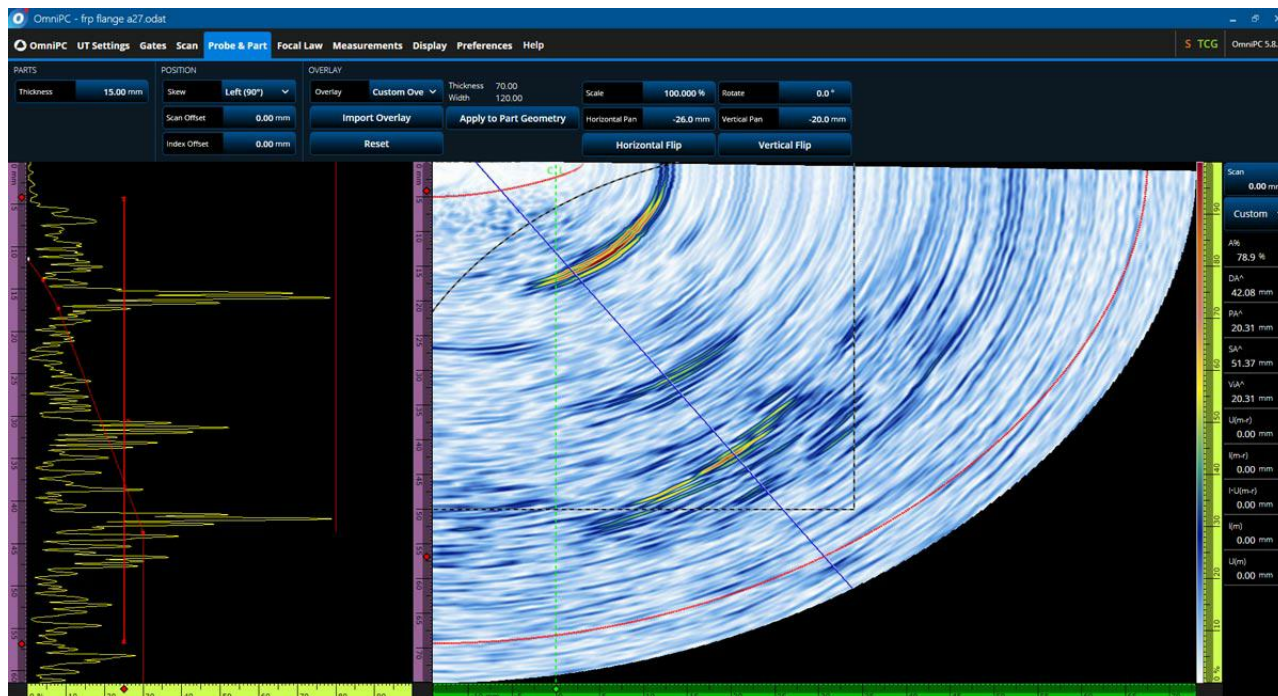 OmniPC - frp flange a27.odat
OmniPC UT Settings Gates Scan Probe & Part Focal Law Measurements Display Preferences Help S TCG OmniPC 5.8.
PARTS POSITION OVERLAY
Thickness 15.00 mm Skew Left (90°) Overlay Custom Ove Thickness 70.00 Scale 100.000 % Rotate 0.0 °
Width 120.00
Scan Offset 0.00 mm Import Overlay Apply to Part Geometry Horizontal Pan -26.0 mm Vertical Pan -20.0 mm
Index Offset 0.00 mm Reset Horizontal Flip Vertical Flip
Scan
0.00 mm
Custom
A%
78.9 %
DA^
42.08 mm
PA^
20.31 mm
SA^
51.37 mm
ViA^
20.31 mm
U(m-r)
0.00 mm
I(m-r)
0.00 mm
I-U(m-r)
0.00 mm
I(m)
0.00 mm
U(m)
0.00 mm